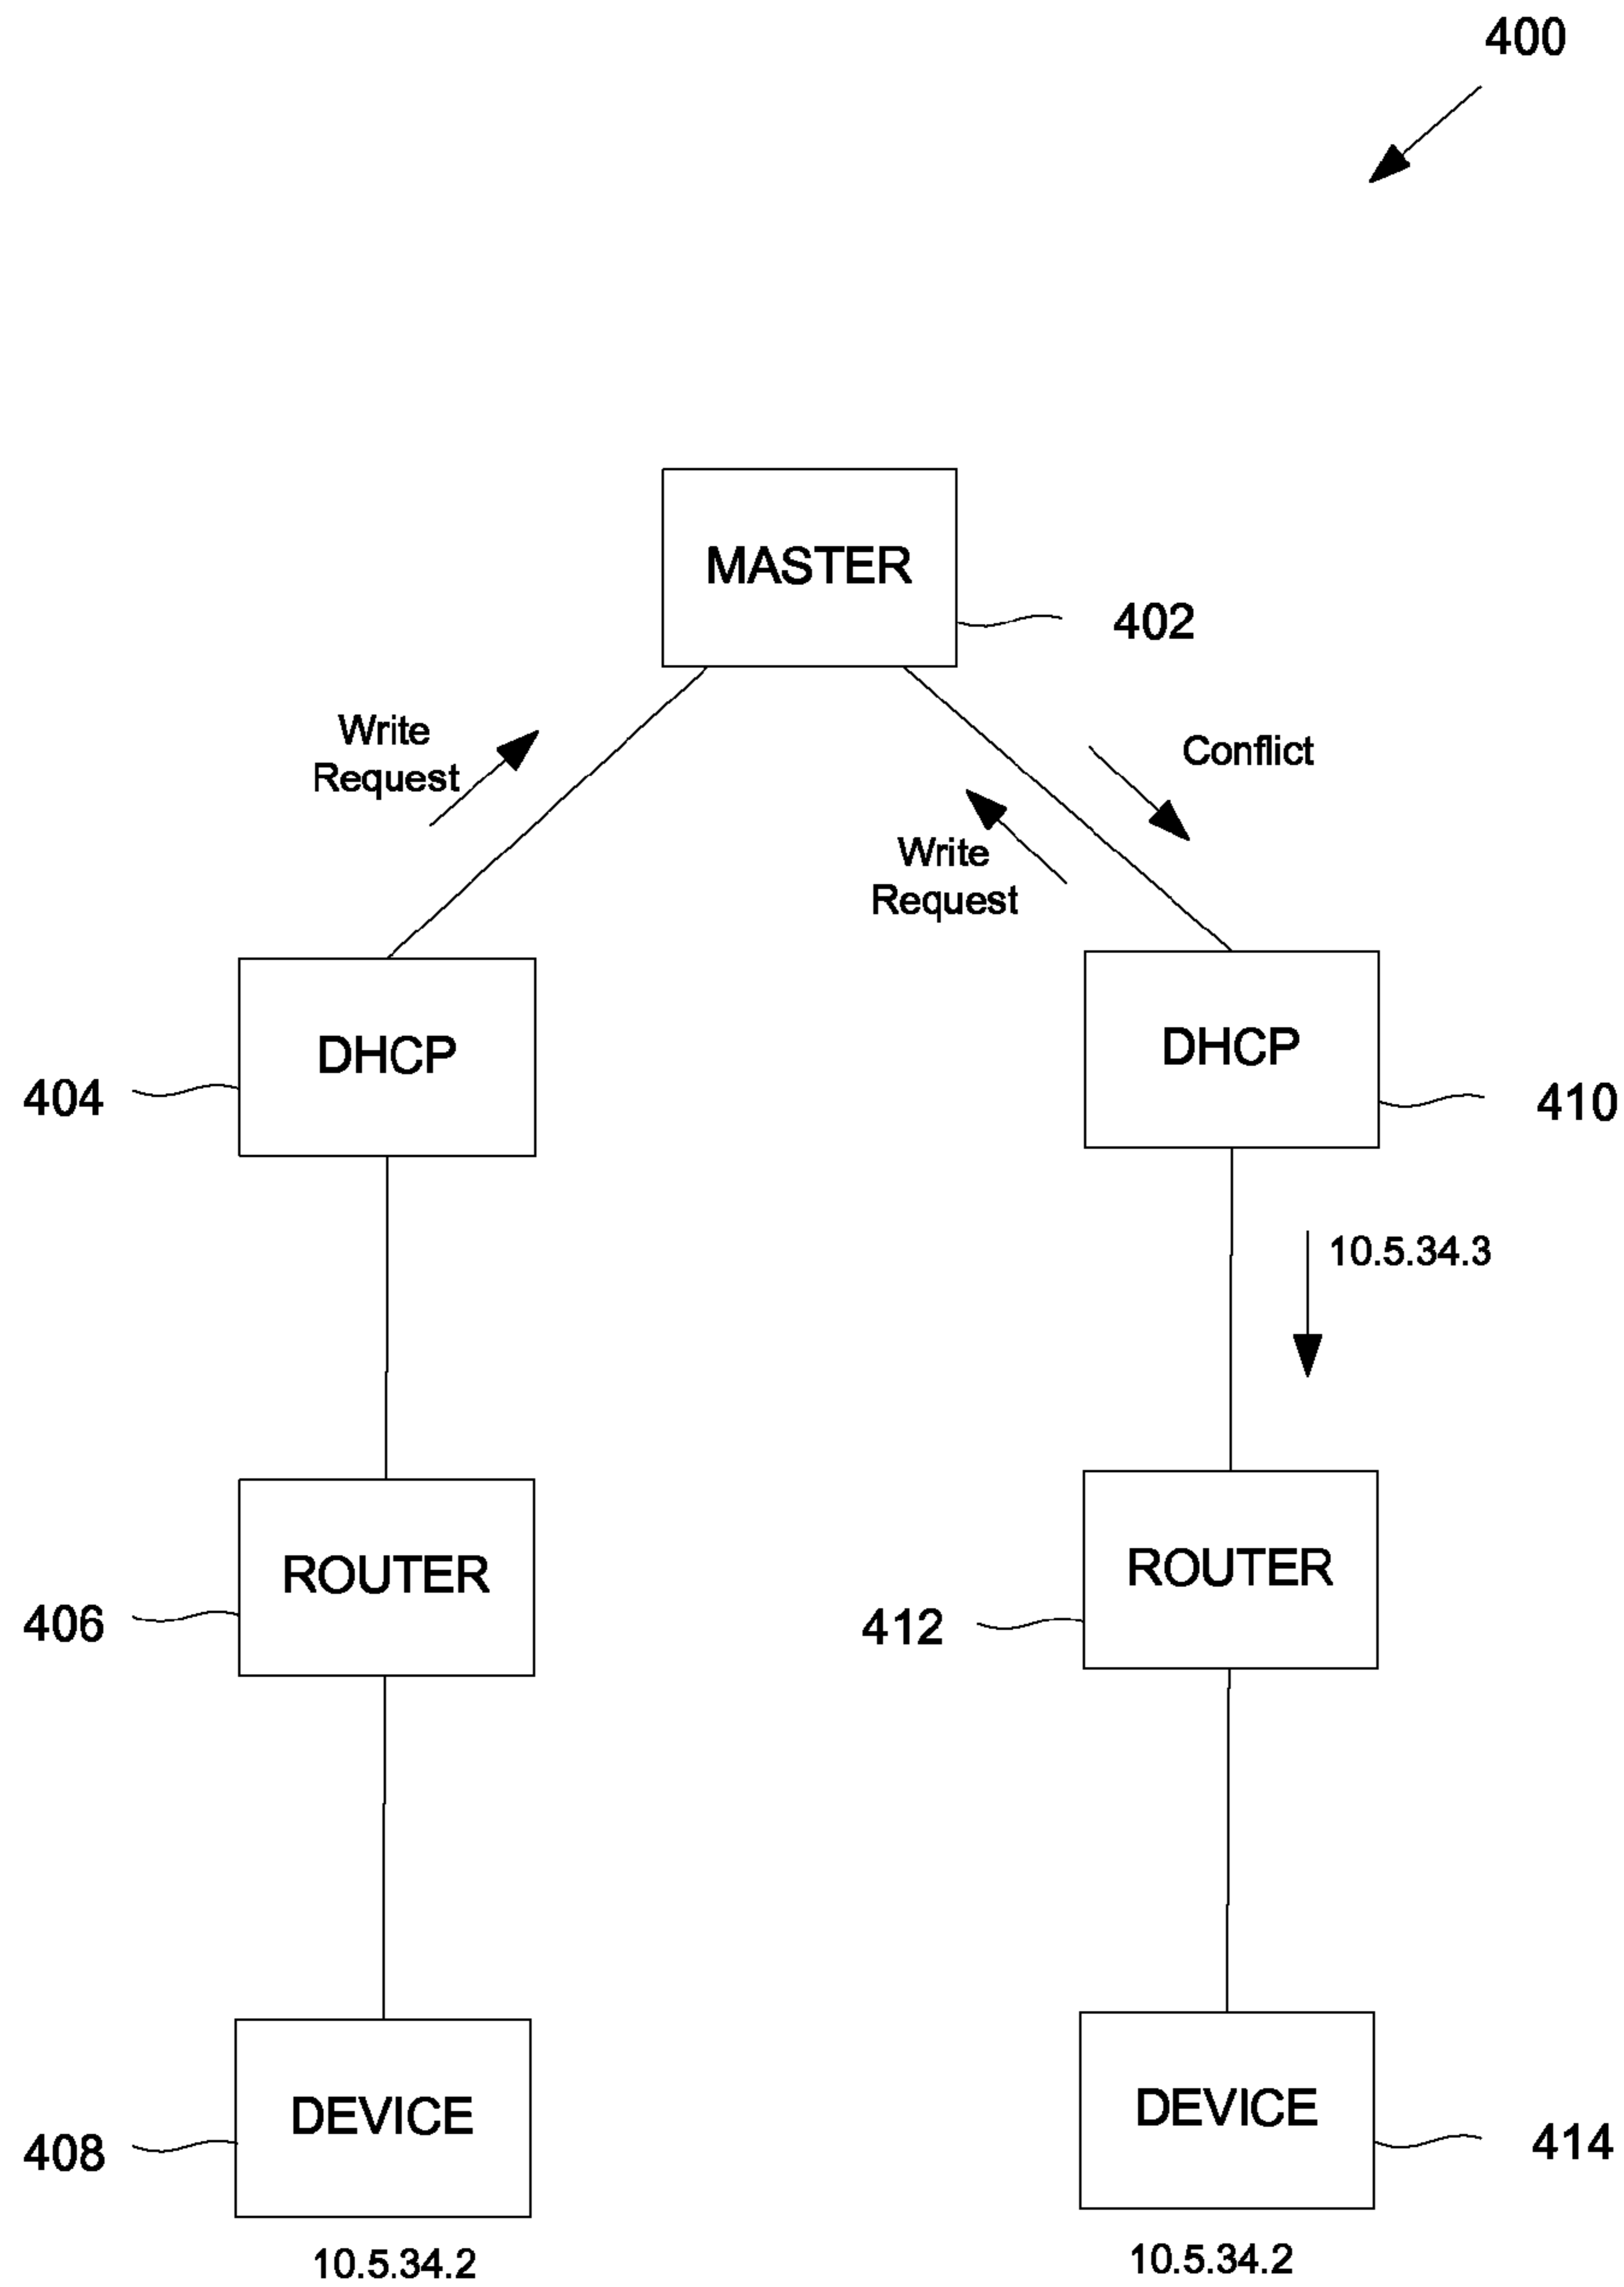 400
MASTER
402
Write
Request
Conflict
Write
Request
DHCP
404
DHCP
410
10.5.34.3
ROUTER
406
ROUTER
412
DEVICE
408
DEVICE
414
10.5.34.2
10.5.34.2